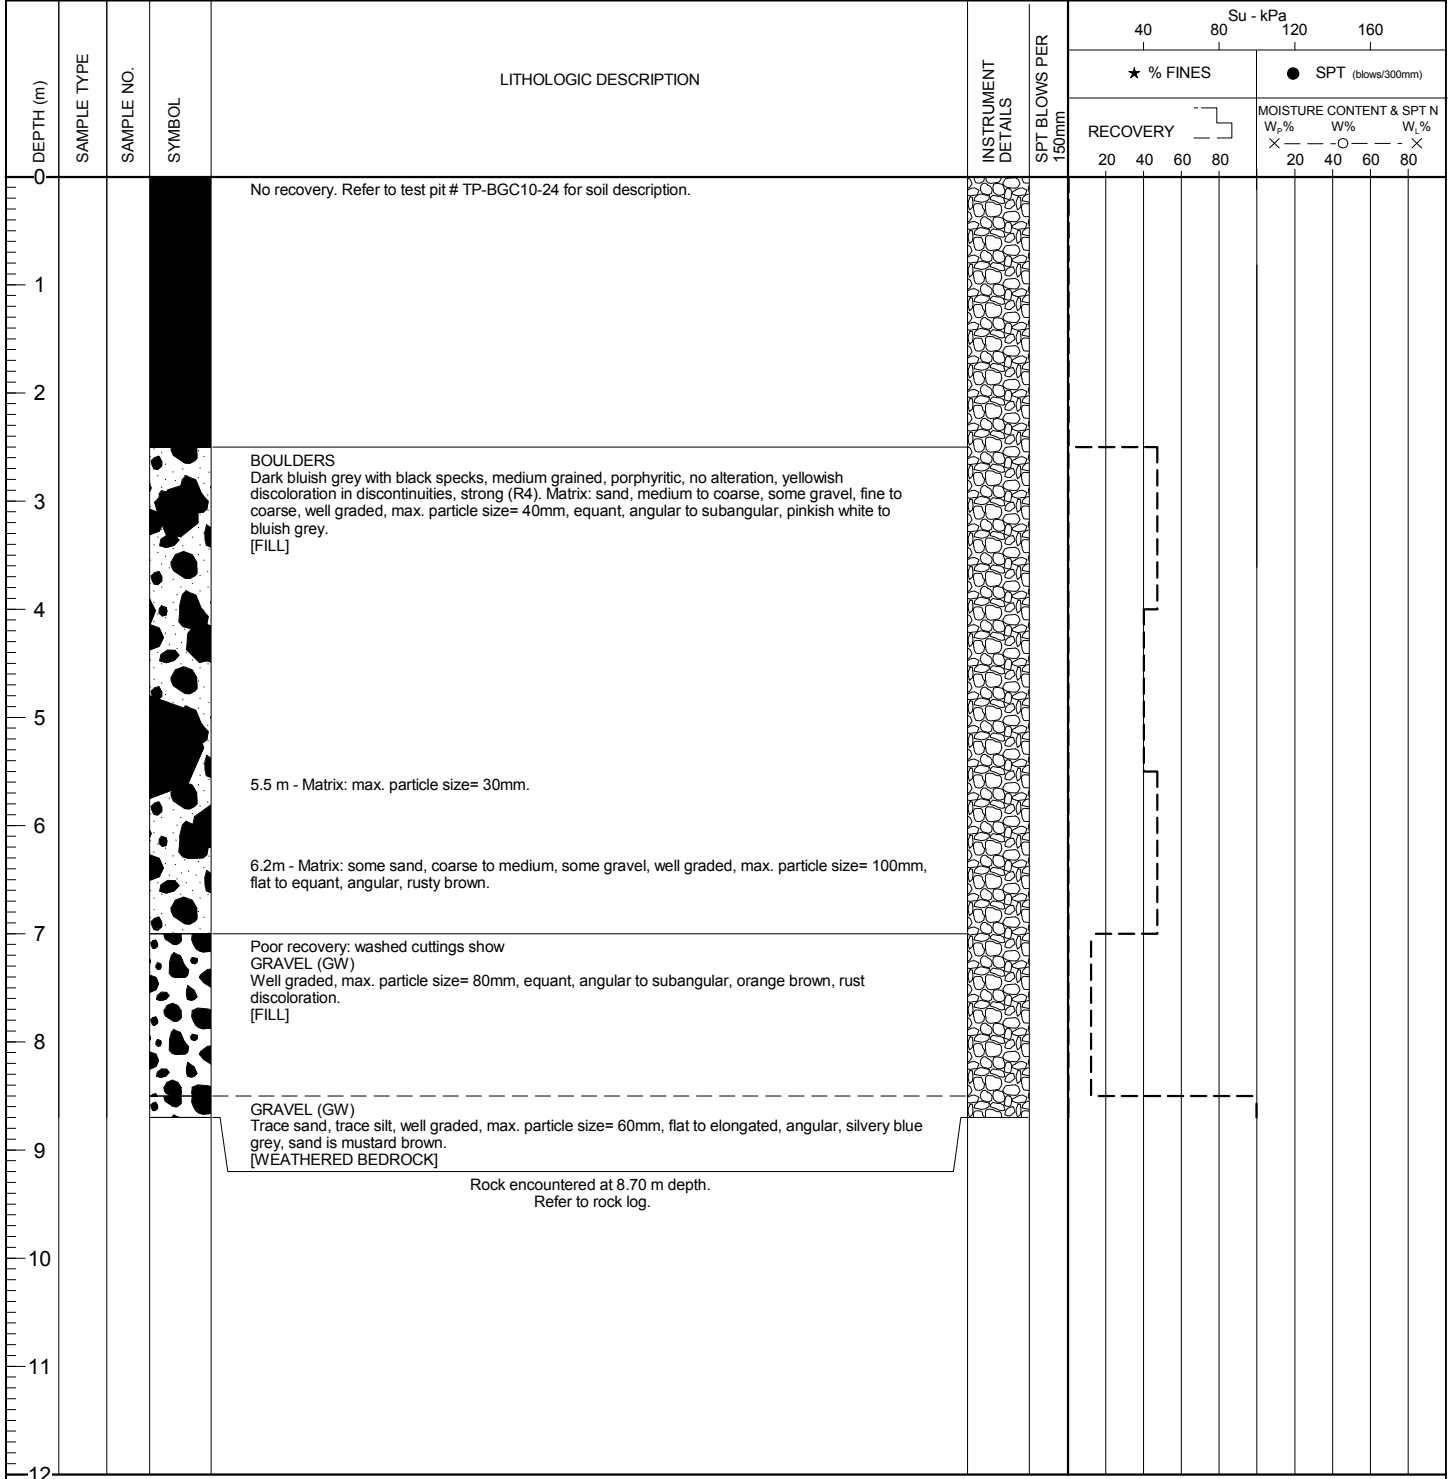 DEPTH (m)
SAMPLE TYPE
SAMPLE NO.
SYMBOL
LITHOLOGIC DESCRIPTION
INSTRUMENT
DETAILS
SPT BLOWS PER
150mm
Su - kPa
40 80 120 160
★ % FINES
● SPT (blows/300mm)
RECOVERY
20 40 60 80
MOISTURE CONTENT & SPT N
WP% W% WL%
20 40 60 80
0
No recovery. Refer to test pit # TP-BGC10-24 for soil description.
1
2
BOULDERS
Dark bluish grey with black specks, medium grained, porphyritic, no alteration, yellowish
discoloration in discontinuities, strong (R4). Matrix: sand, medium to coarse, some gravel, fine to
3
coarse, well graded, max. particle size= 40mm, equant, angular to subangular, pinkish white to
bluish grey.
[FILL]
4
5
5.5 m - Matrix: max. particle size= 30mm.
6
6.2m - Matrix: some sand, coarse to medium, some gravel, well graded, max. particle size= 100mm,
flat to equant, angular, rusty brown.
7
Poor recovery: washed cuttings show
GRAVEL (GW)
Well graded, max. particle size= 80mm, equant, angular to subangular, orange brown, rust
discoloration.
[FILL]
8
GRAVEL (GW)
Trace sand, trace silt, well graded, max. particle size= 60mm, flat to elongated, angular, silvery blue
grey, sand is mustard brown.
9
[WEATHERED BEDROCK]
Rock encountered at 8.70 m depth.
Refer to rock log.
10
11
12